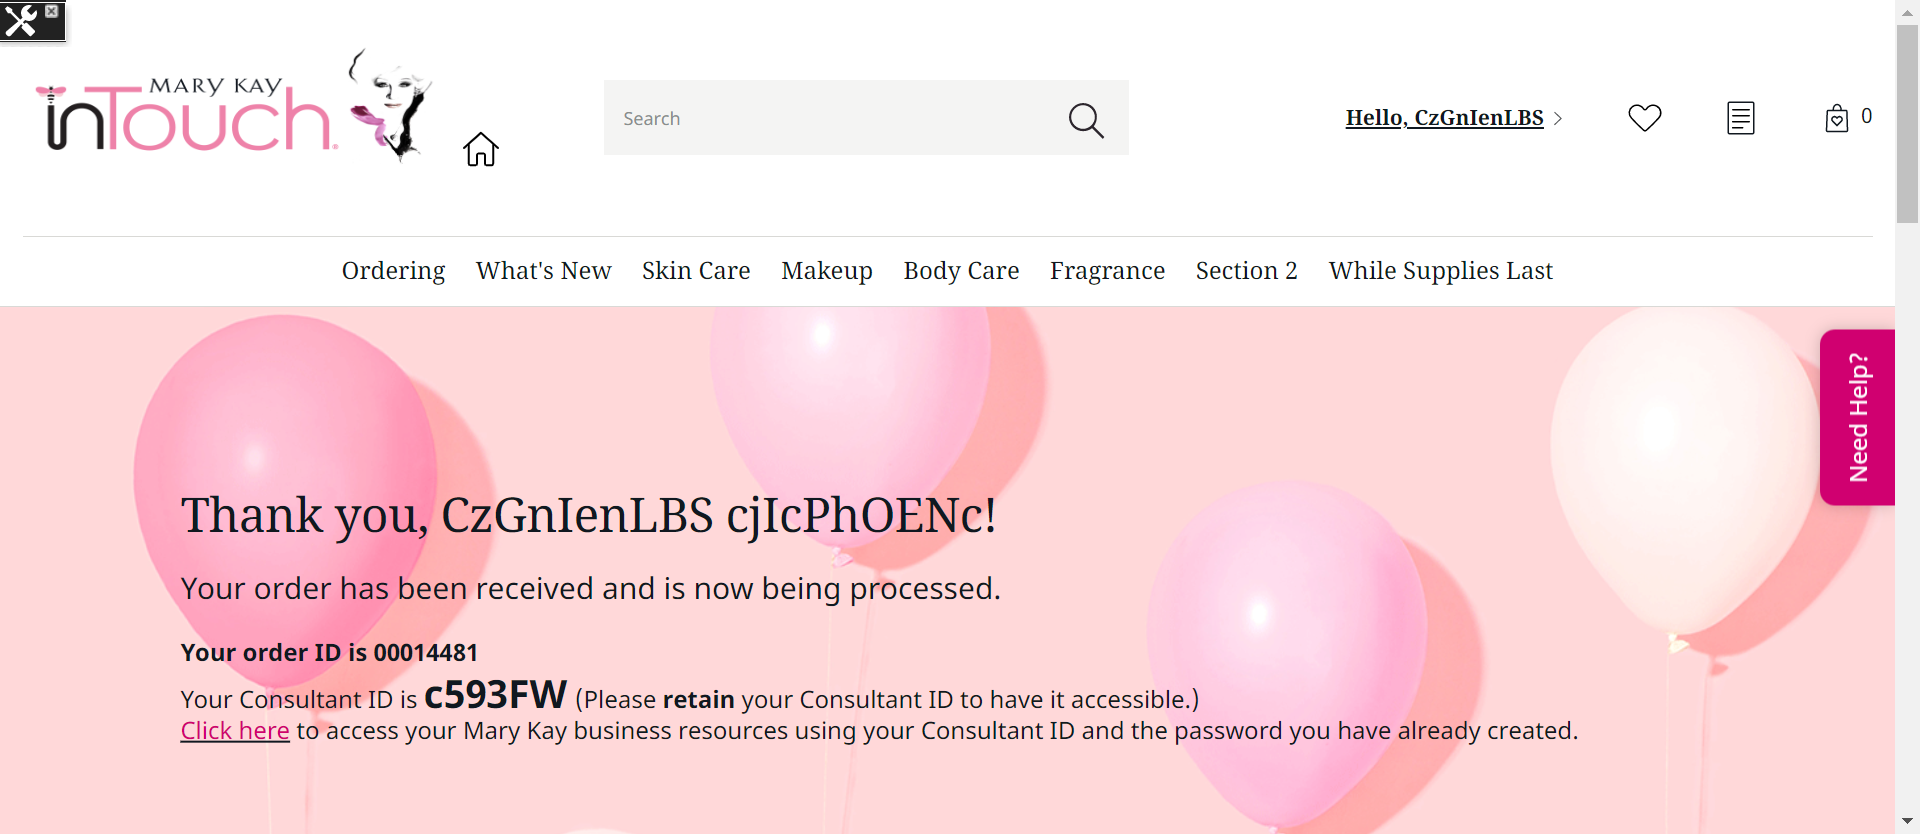 MARY KAY
inTouch.
Search
Hello, CzGnIenLBS
0
Ordering What's New Skin Care Makeup Body Care Fragrance Section 2 While Supplies Last
Need Help?
Thank you, CzGnIenLBS cjIcPhOENc!
Your order has been received and is now being processed.
Your order ID is 00014481
Your Consultant ID is c593FW (Please retain your Consultant ID to have it accessible.)
Click here to access your Mary Kay business resources using your Consultant ID and the password you have already created.